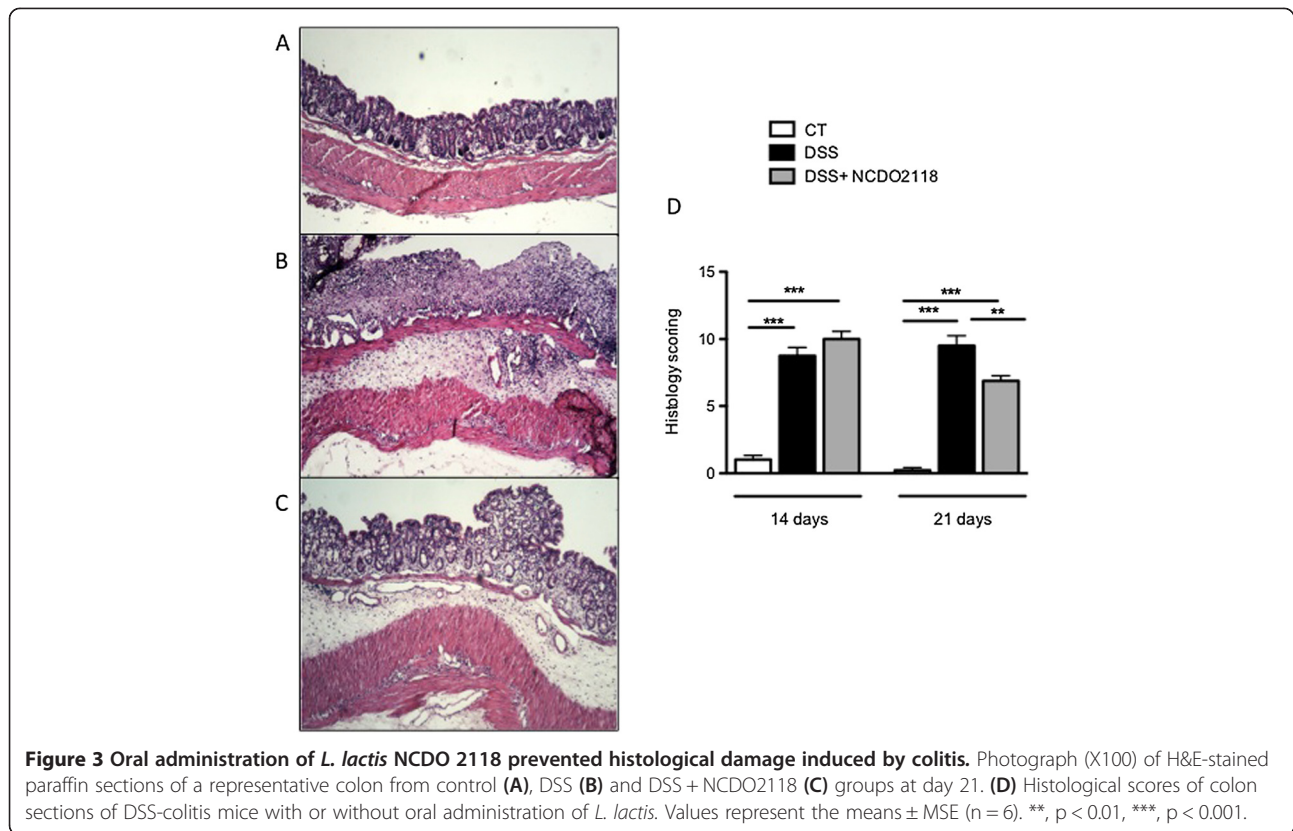 A
B
C
CT
DSS
DSS+ NCDO2118
D
15
10
5
0
Histology scoring
***
***
***
***
**
14 days
21 days
Figure 3 Oral administration of L. lactis NCDO 2118 prevented histological damage induced by colitis. Photograph (X100) of H&E-stained
paraffin sections of a representative colon from control (A), DSS (B) and DSS + NCDO2118 (C) groups at day 21. (D) Histological scores of colon
sections of DSS-colitis mice with or without oral administration of L. lactis. Values represent the means ± MSE (n = 6). **, p < 0.01, ***, p < 0.001.